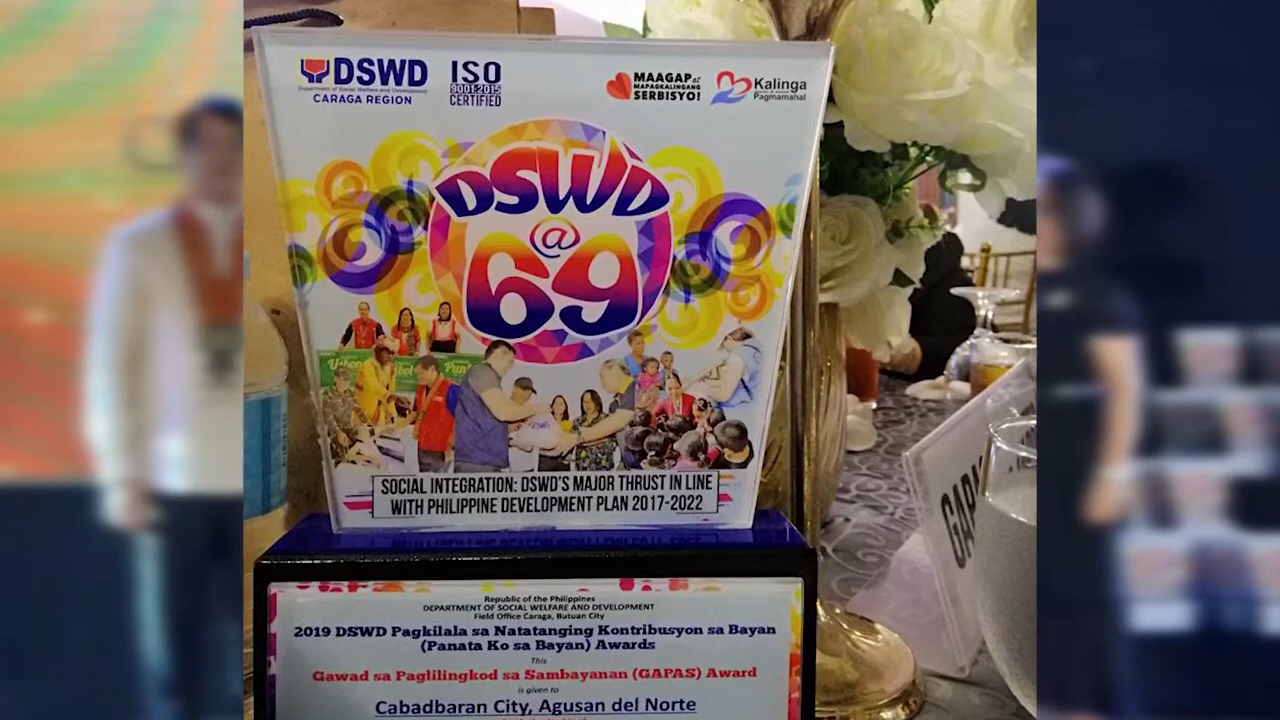 DSWD
Department of Social Welfare and Development
CARAGA REGION
ISO
9001:2015
CERTIFIED
MAAGAP at
MAPAGKALINGANG
SERBISYO!
Kalinga
Pagmamahal
DSWD
@
69
SOCIAL INTEGRATION: DSWD'S MAJOR THRUST IN LINE
WITH PHILIPPINE DEVELOPMENT PLAN 2017-2022
Republic of the Philippines
DEPARTMENT OF SOCIAL WELFARE AND DEVELOPMENT
Field Office Caraga, Butuan City
2019 DSWD Pagkilala sa Natatanging Kontribusyon sa Bayan
(Panata Ko sa Bayan) Awards
This
Gawad sa Paglilingkod sa Sambayanan (GAPAS) Award
is given to
Cabadbaran City, Agusan del Norte